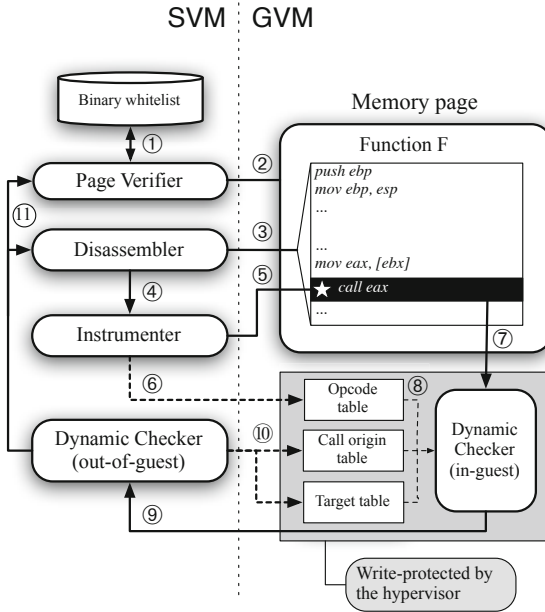 SVM
GVM
Binary whitelist
①
Page Verifier
②
⑪
Disassembler
③
④
Instrumenter
⑤
⑥
Memory page
Function F
push ebp
mov ebp, esp
...
...
mov eax, [ebx]
call eax
...
⑦
Opcode
table
⑧
Call origin
table
Target table
Dynamic
Checker
(in-guest)
Dynamic Checker
(out-of-guest)
⑩
⑨
Write-protected by
the hypervisor